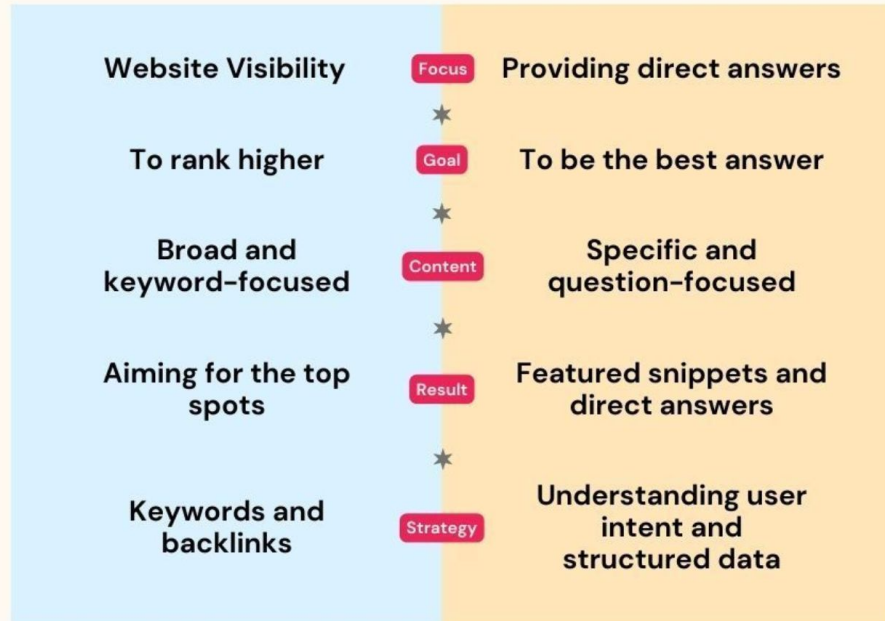 Website Visibility
Focus
Providing direct answers
To rank higher
Goal
To be the best answer
Broad and
keyword-focused
Content
Specific and
question-focused
Aiming for the top
spots
Result
Featured snippets and
direct answers
Keywords and
backlinks
Strategy
Understanding user
intent and
structured data